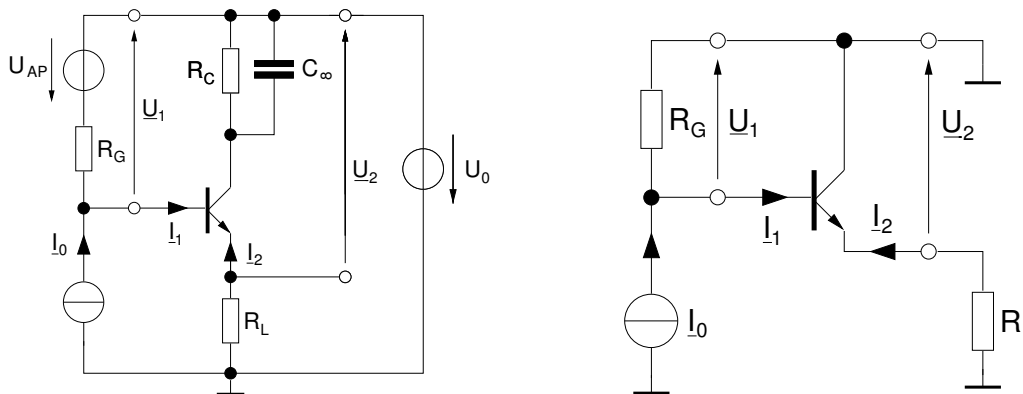 U_AP
R_C
C_∞
U_1
R_G
U_2
U_0
I_0
I_1
I_2
R_L
R_G
U_1
U_2
I_1
I_2
I_0
R